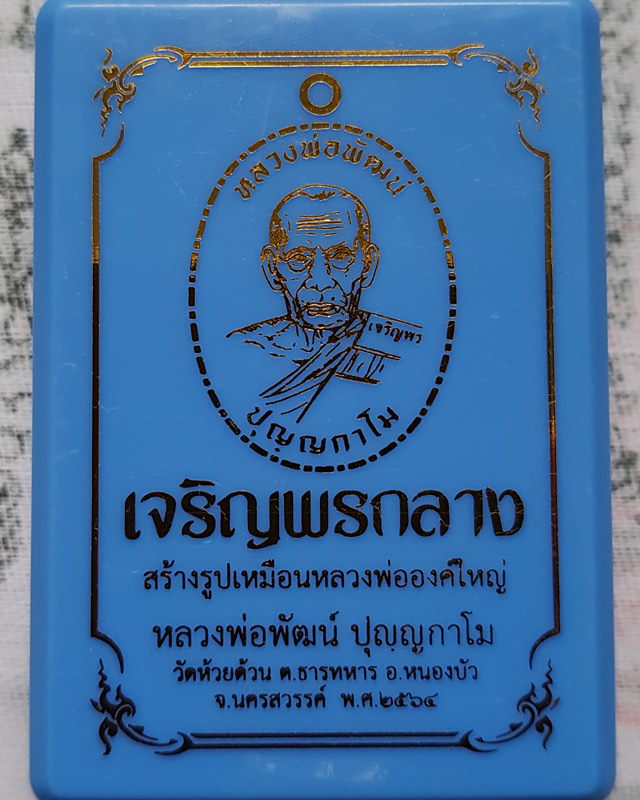 หลวงพ่อพัฒน์
เจริญพร
ปุญฺญกาโม
เจริญพรกลาง
สร้างรูปเหมือนหลวงพ่อองค์ใหญ่
หลวงพ่อพัฒน์ ปุญฺญกาโม
วัดห้วยด้วน ต.ธารทหาร อ.หนองบัว
จ.นครสวรรค์ พ.ศ.๒๕๖๔